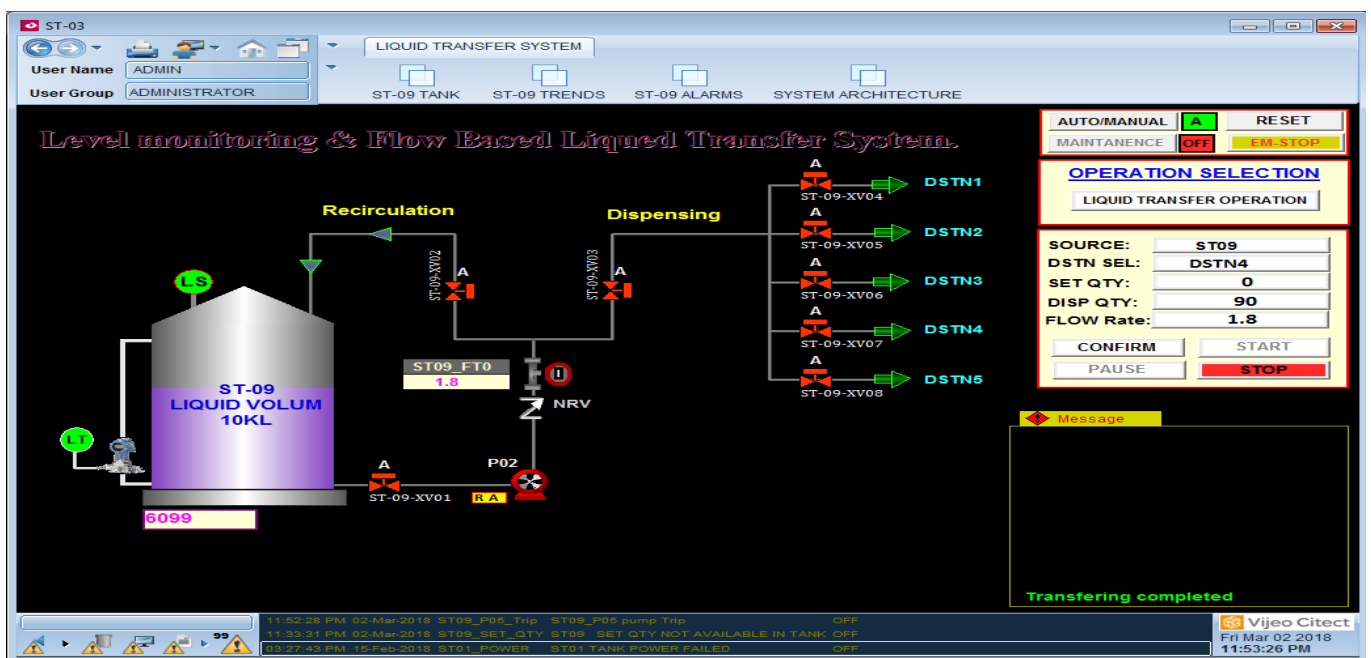 ST-03
LIQUID TRANSFER SYSTEM
User Name ADMIN
User Group ADMINISTRATOR
ST-09 TANK ST-09 TRENDS ST-09 ALARMS SYSTEM ARCHITECTURE
Level monitoring & Flow Based Liqued Transfer System.
AUTO/MANUAL A RESET
MAINTANENCE OFF EM-STOP
OPERATION SELECTION
LIQUID TRANSFER OPERATION
SOURCE: ST09
DSTN SEL: DSTN4
SET QTY: 0
DISP QTY: 90
FLOW Rate: 1.8
CONFIRM START
PAUSE STOP
Recirculation
Dispensing
A
ST-09-XV04
DSTN1
A
ST-09-XV05
DSTN2
A
ST-09-XV06
DSTN3
A
ST-09-XV07
DSTN4
A
ST-09-XV08
DSTN5
ST-09-XV02
A
ST-09-XV03
A
LS
ST09_FT0
1.8
NRV
ST-09
LIQUID VOLUM
10KL
LT
A
ST-09-XV01
P02
R A
6099
Message
Transfering completed
99
11:52:28 PM 02-Mar-2018 ST09_P05_Trip ST09_P05 pump Trip OFF
11:33:31 PM 02-Mar-2018 ST09_SET_QTY ST09 SET QTY NOT AVAILABLE IN TANK OFF
03:27:43 PM 15-Feb-2018 ST01_POWER ST01 TANK POWER FAILED OFF
Vijeo Citect
Fri Mar 02 2018
11:53:26 PM